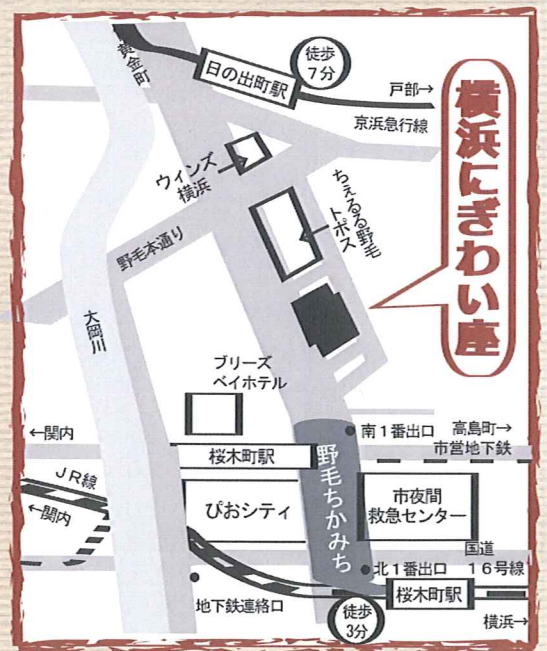 黄金町
日の出町駅
徒歩
7分
戸部→
京浜急行線
横浜にぎわい座
ウィンズ
横浜
ちぇるる野毛
トポス
野毛本通り
大岡川
ブリーズ
ベイホテル
←関内
南1番出口
高島町→
市営地下鉄
桜木町駅
JR線
←関内
ぴおシティ
野毛ちかみち
市夜間
救急センター
国道
16号線
北1番出口
地下鉄連絡口
徒歩
3分
桜木町駅
横浜→